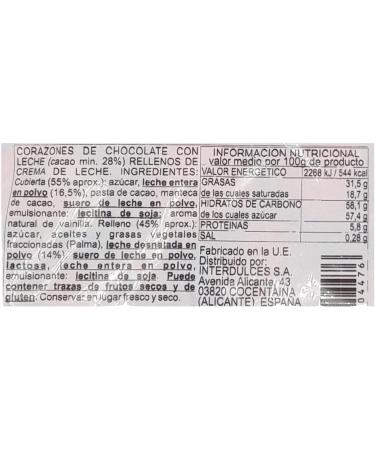 CORAZONES DE CHOCOLATE CON
LECHE (cacao min. 28%) RELLENOS DE
CREMA DE LECHE. INGREDIENTES:
Cubierta (55% aprox.): azúcar, leche entera
en polvo (16,5%), pasta de cacao, manteca
de cacao, suero de leche en polvo,
emulsionante: lecitina de soja, aroma
natural de vainilla. Relleno (45% aprox.):
azúcar, aceites y grasas vegetales
fraccionadas (Palma), leche desnatada en
polvo (14%), suero de leche en polvo,
lactosa, leche entera en polvo,
emulsionante: lecitina de soja. Puede
contener trazas de frutos secos y de
gluten. Conservar en lugar fresco y seco.
INFORMACION NUTRICIONAL
valor medio por 100g de producto
VALOR ENERGETICO 2268 kJ / 544 kcal
GRASAS 31,5 g
de las cuales saturadas 18,7 g
HIDRATOS DE CARBONO 58,1 g
de los cuales azúcar 57,4 g
PROTEINAS 5,8 g
SAL 0,28 g
Fabricado en la U.E.
Distribuido por:
INTERDULCES S.A.
Avenida Alicante, 43
03820 COCENTAINA
(ALICANTE) ESPAÑA
04476